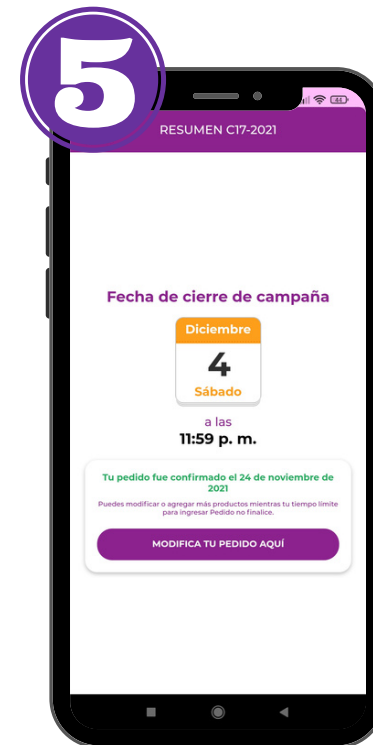 5
44
RESUMEN C17-2021
Fecha de cierre de campaña
Diciembre
4
Sábado
a las
11:59 p. m.
Tu pedido fue confirmado el 24 de noviembre de
2021
Puedes modificar o agregar más productos mientras tu tiempo límite
para ingresar Pedido no finalice.
MODIFICA TU PEDIDO AQUÍ